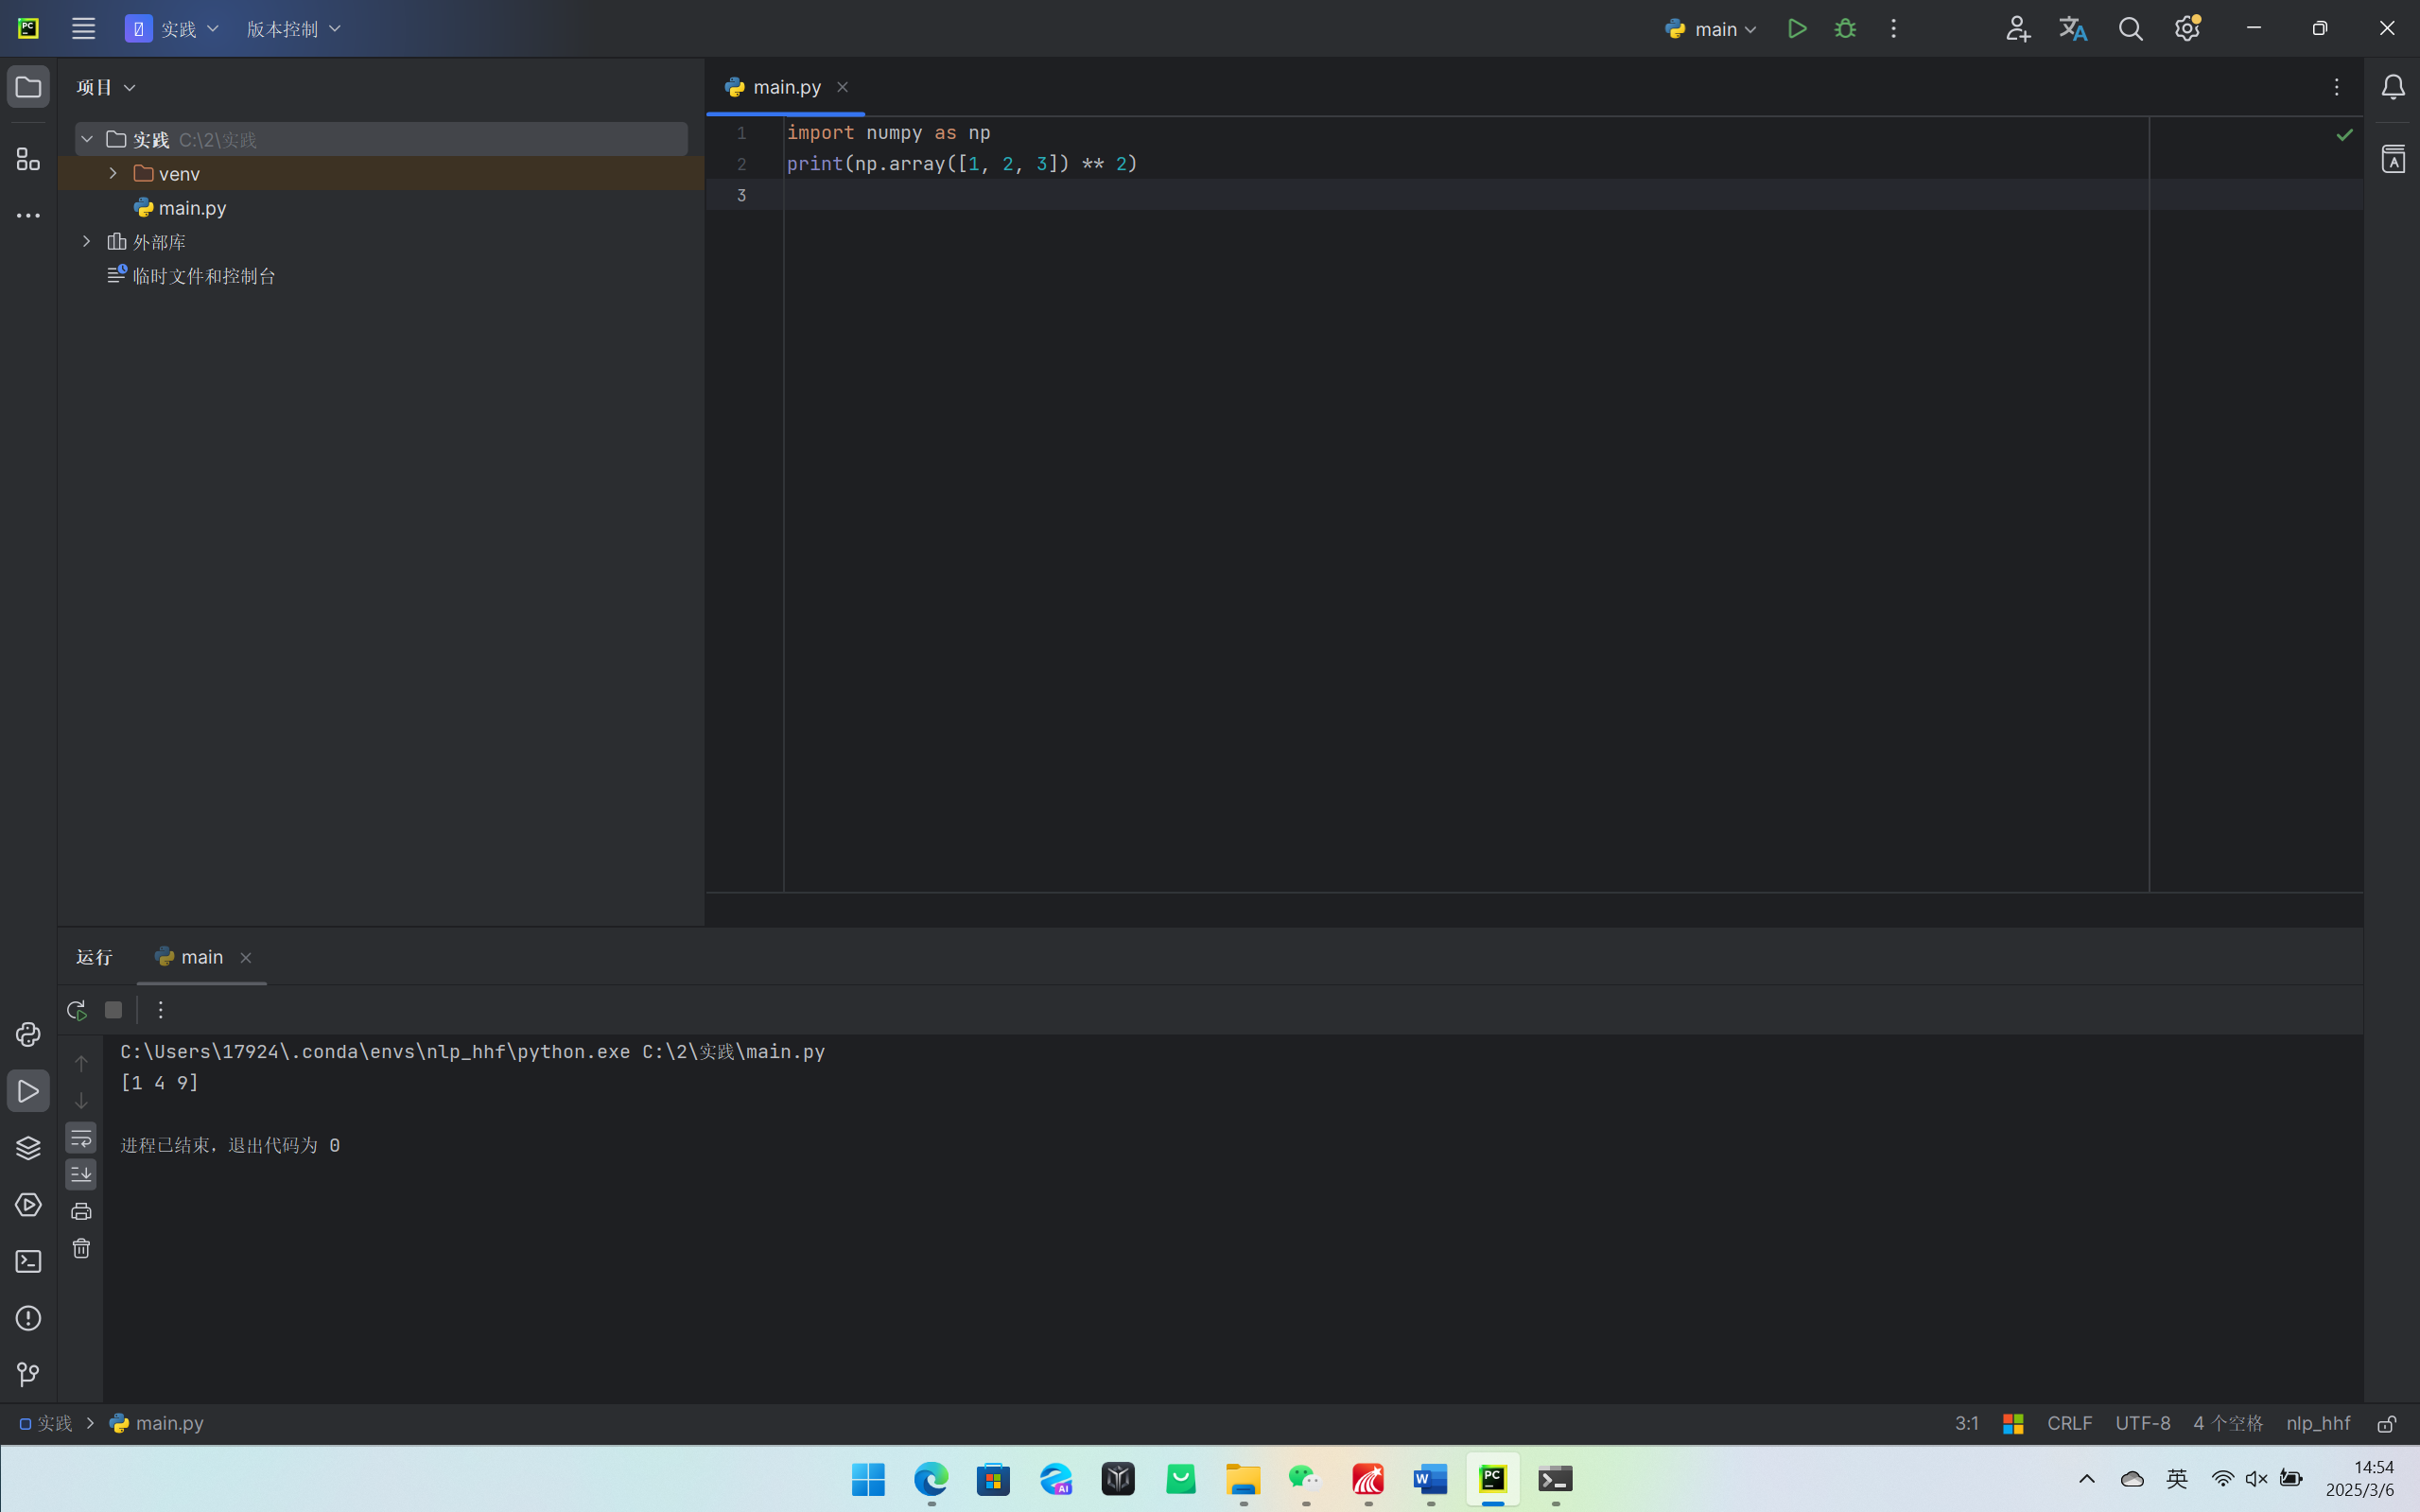 实践
版本控制
main
项目
main.py
实践 C:\2\实践
venv
main.py
外部库
临时文件和控制台
1 import numpy as np
2 print(np.array([1, 2, 3]) ** 2)
3
运行
main
C:\Users\17924\.conda\envs\nlp_hhf\python.exe C:\2\实践\main.py
[1 4 9]
进程已结束，退出代码为 0
实践 main.py
3:1 CRLF UTF-8 4 个空格 nlp_hhf
英
14:54
2025/3/6